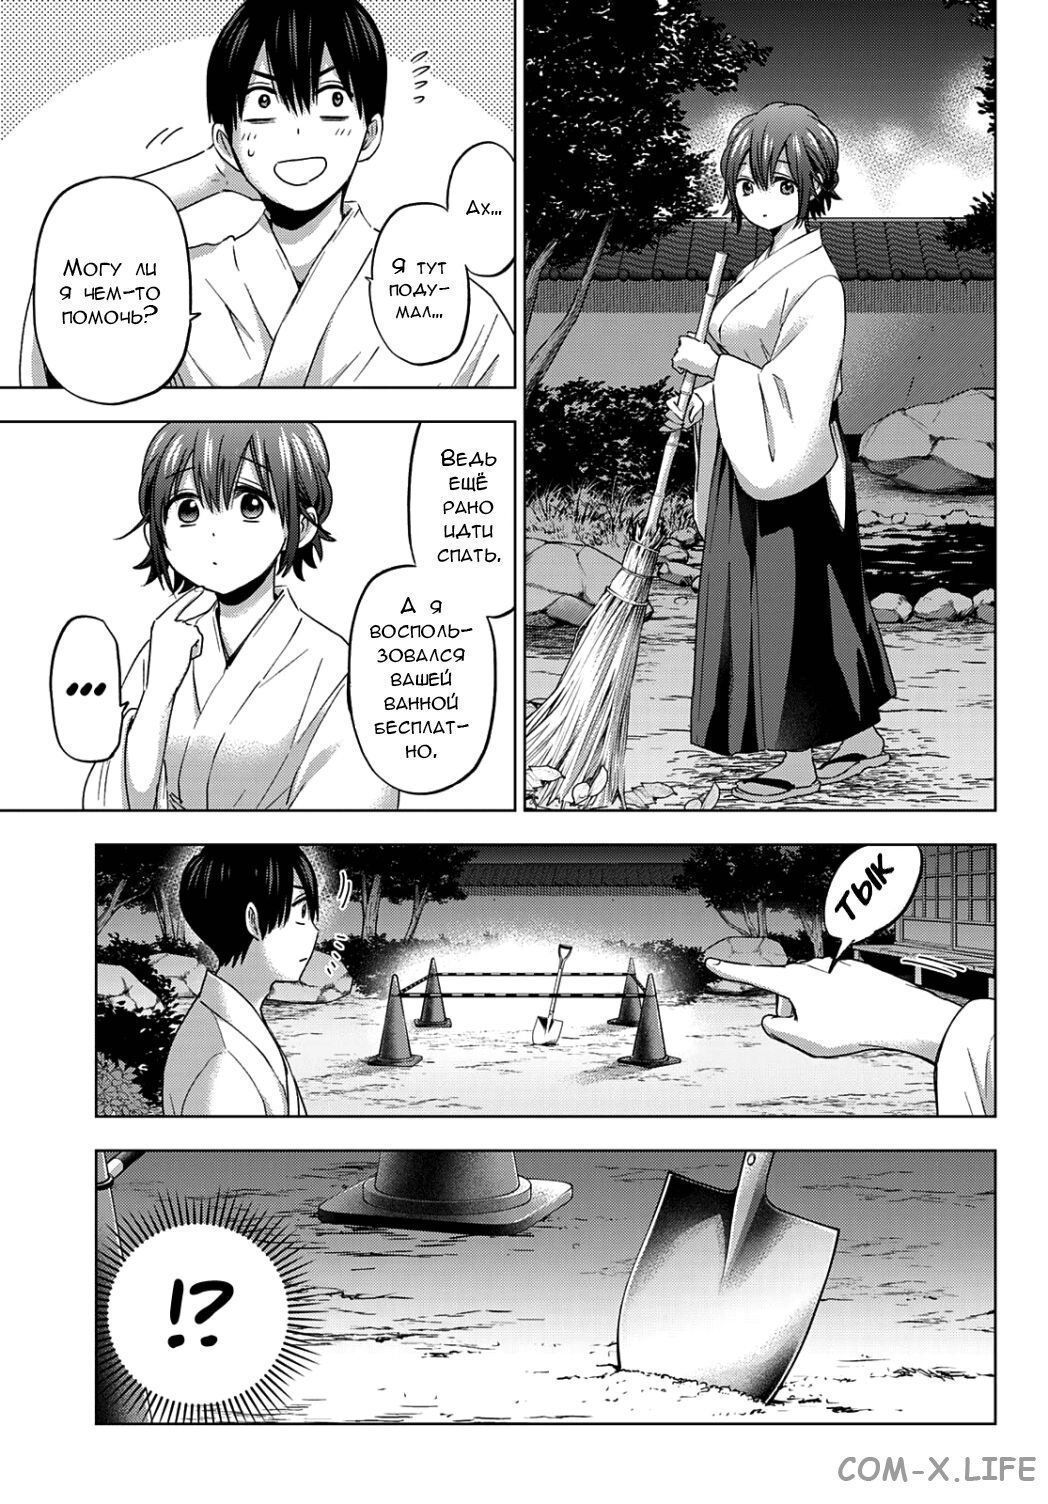 Ах...
Я тут
поду-
мал...
Могу ли
я чем-то
помочь?
Ведь
ещё
рано
идти
спать.
А я
восполь-
зовался
вашей
ванной
бесплат-
но.
...
тык
!?
COM-X.LIFE